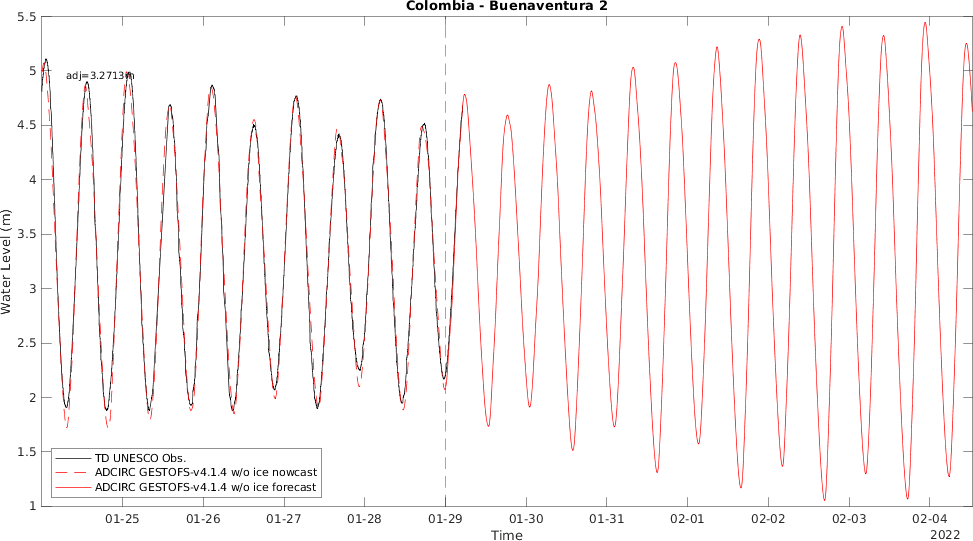 Colombia - Buenaventura 2
5.5
5
4.5
4
3.5
3
2.5
2
1.5
1
Water Level (m)
adj=3.2713m
TD UNESCO Obs.
ADCIRC GESTOFS-v4.1.4 w/o ice nowcast
ADCIRC GESTOFS-v4.1.4 w/o ice forecast
01-25 01-26 01-27 01-28 01-29 01-30 01-31 02-01 02-02 02-03 02-04
Time
2022